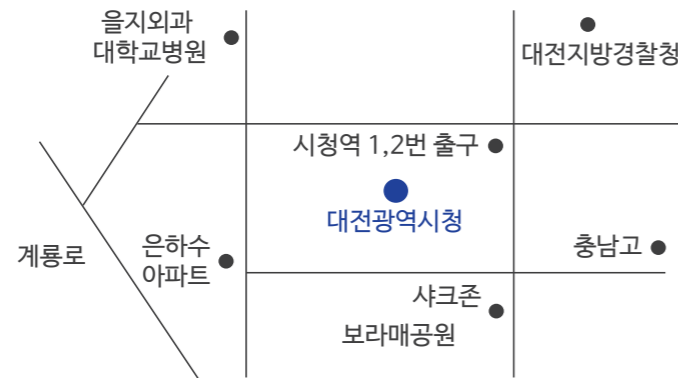 을지외과
대학교병원
대전지방경찰청
시청역 1,2번 출구
대전광역시청
계룡로
은하수
아파트
충남고
샤크존
보라매공원